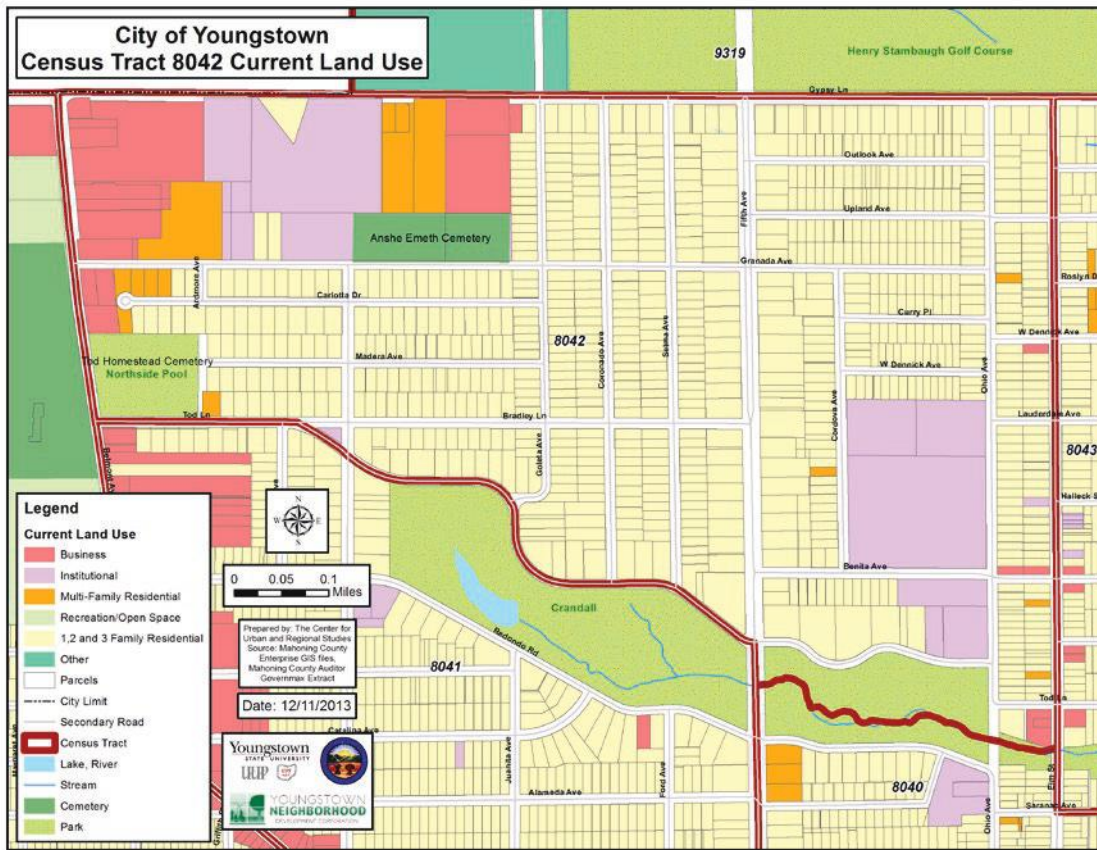 City of Youngstown
Census Tract 8042 Current Land Use
9319
Henry Stambaugh Golf Course
Gypsy Ln
Outlook Ave
Upland Ave
Fifth Ave
Anshe Emeth Cemetery
Granada Ave
Ardmore Ave
Carlotta Dr
Roslyn D
Curry Pl
8042
Coronado Ave
Selma Ave
W Dennick Ave
Madera Ave
Tod Homestead Cemetery
Northside Pool
W Dennick Ave
Ohio Ave
Cordova Ave
Tod Ln
Bradley Ln
Lauderdale Ave
Goleta Ave
8043
Belmont Av
Halleck S
Benita Ave
Crandall
Redondo Rd
8041
Tod Ln
Catalina Ave
Juanita Ave
Ford Ave
Alameda Ave
8040
Elm St
Ohio Ave
Saranac Ave
Legend
Current Land Use
Business
Institutional
Multi-Family Residential
Recreation/Open Space
1,2 and 3 Family Residential
Other
Parcels
City Limit
Secondary Road
Census Tract
Lake, River
Stream
Cemetery
Park
N
W E
S
0 0.05 0.1
Miles
Prepared by: The Center for
Urban and Regional Studies
Source: Mahoning County
Enterprise GIS files,
Mahoning County Auditor
Governmax Extract
Date: 12/11/2013
Youngstown
STATE UNIVERSITY
YOUNGSTOWN
NEIGHBORHOOD
DEVELOPMENT CORPORATION